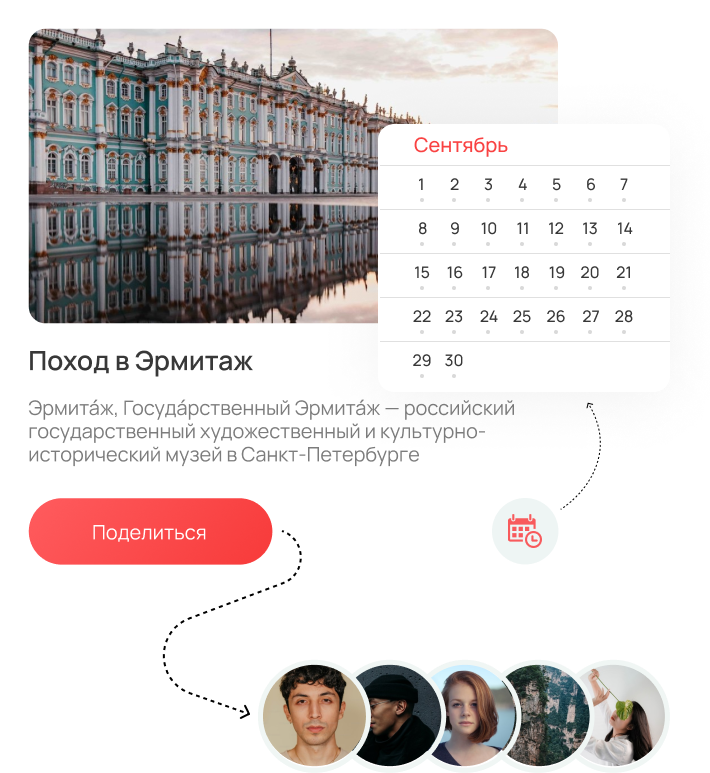 Сентябрь
1 2 3 4 5 6 7
8 9 10 11 12 13 14
15 16 17 18 19 20 21
22 23 24 25 26 27 28
29 30
Поход в Эрмитаж
Эрмита́ж, Госуда́рственный Эрмита́ж — российский
государственный художественный и культурно-
исторический музей в Санкт-Петербурге
Поделиться